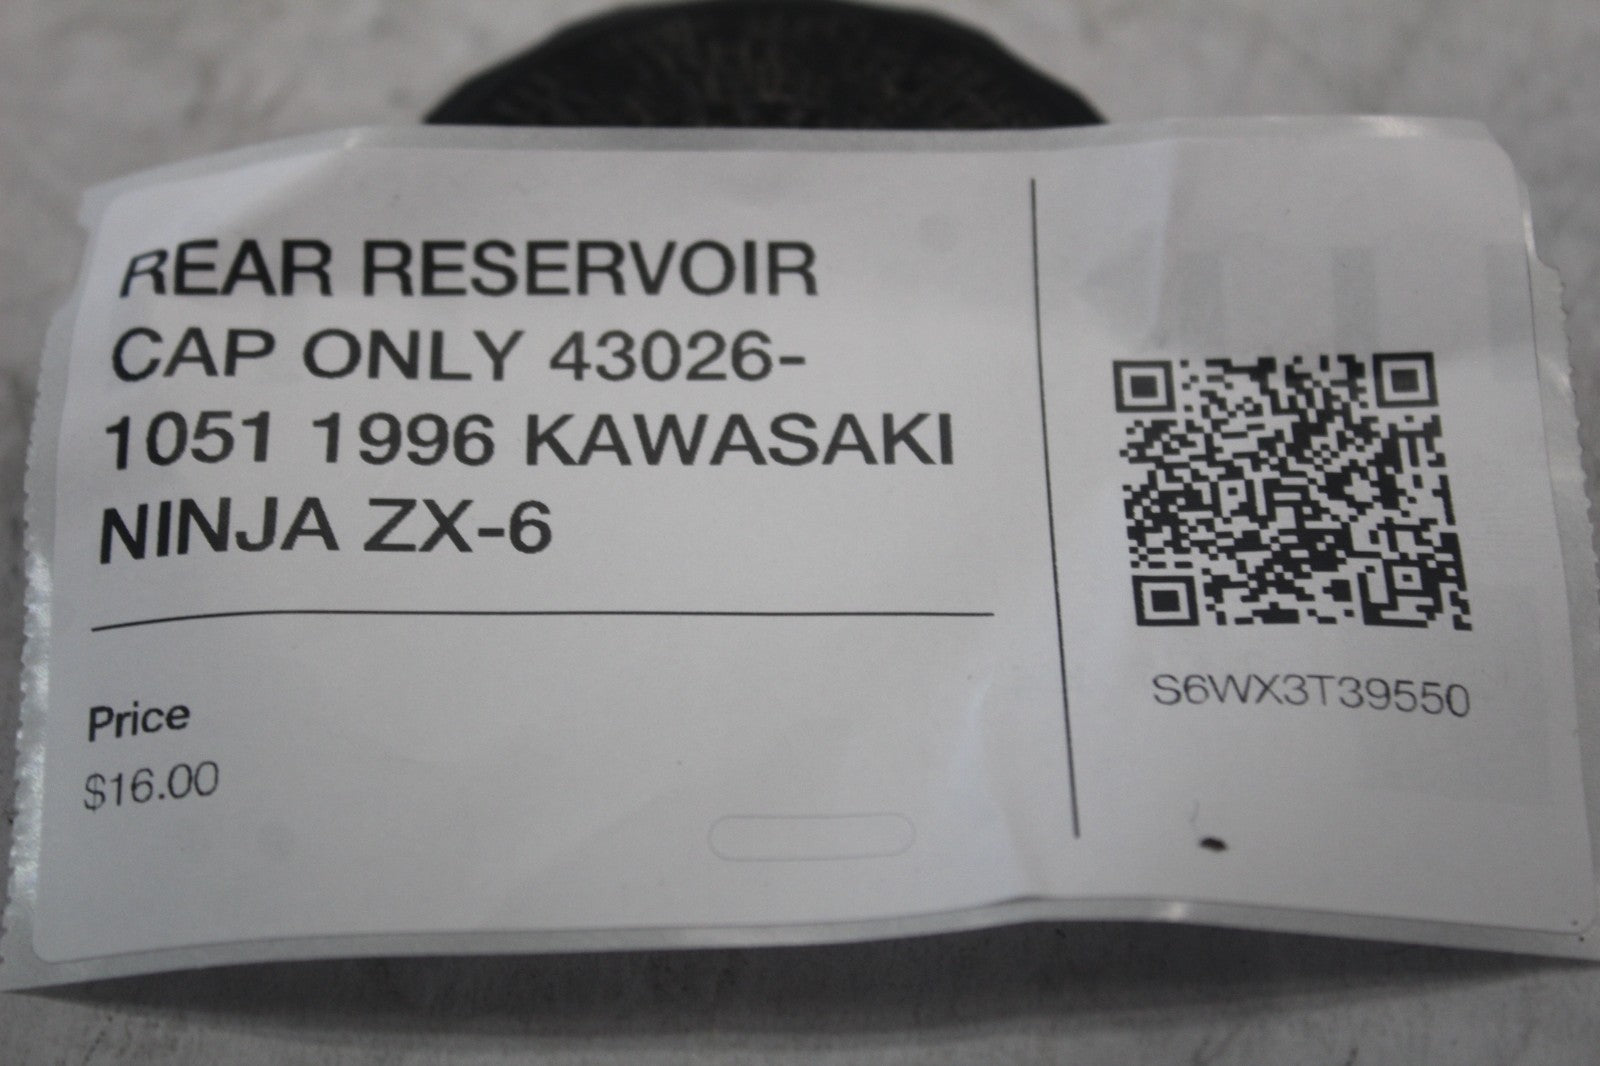 REAR RESERVOIR
CAP ONLY 43026-
1051 1996 KAWASAKI
NINJA ZX-6
Price
$16.00
S6WX3T39550